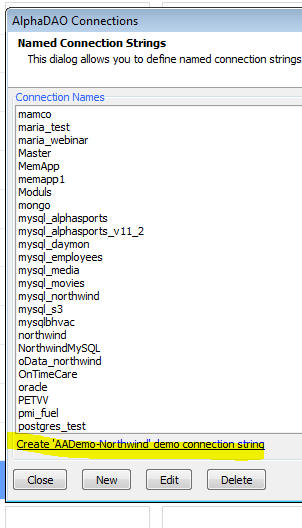 AlphaDAO Connections
Named Connection Strings
This dialog allows you to define named connection strings
Connection Names
mamco
maria_test
maria_webinar
Master
MemApp
memapp1
Moduls
mongo
mysql_alphasports
mysql_alphasports_v11_2
mysql_daymon
mysql_employees
mysql_media
mysql_movies
mysql_northwind
mysql_s3
mysqlbhvac
northwind
NorthwindMySQL
oData_northwind
OnTimeCare
oracle
PETVV
pmi_fuel
postgres_test
Create 'AADemo-Northwind' demo connection string
Close
New
Edit
Delete